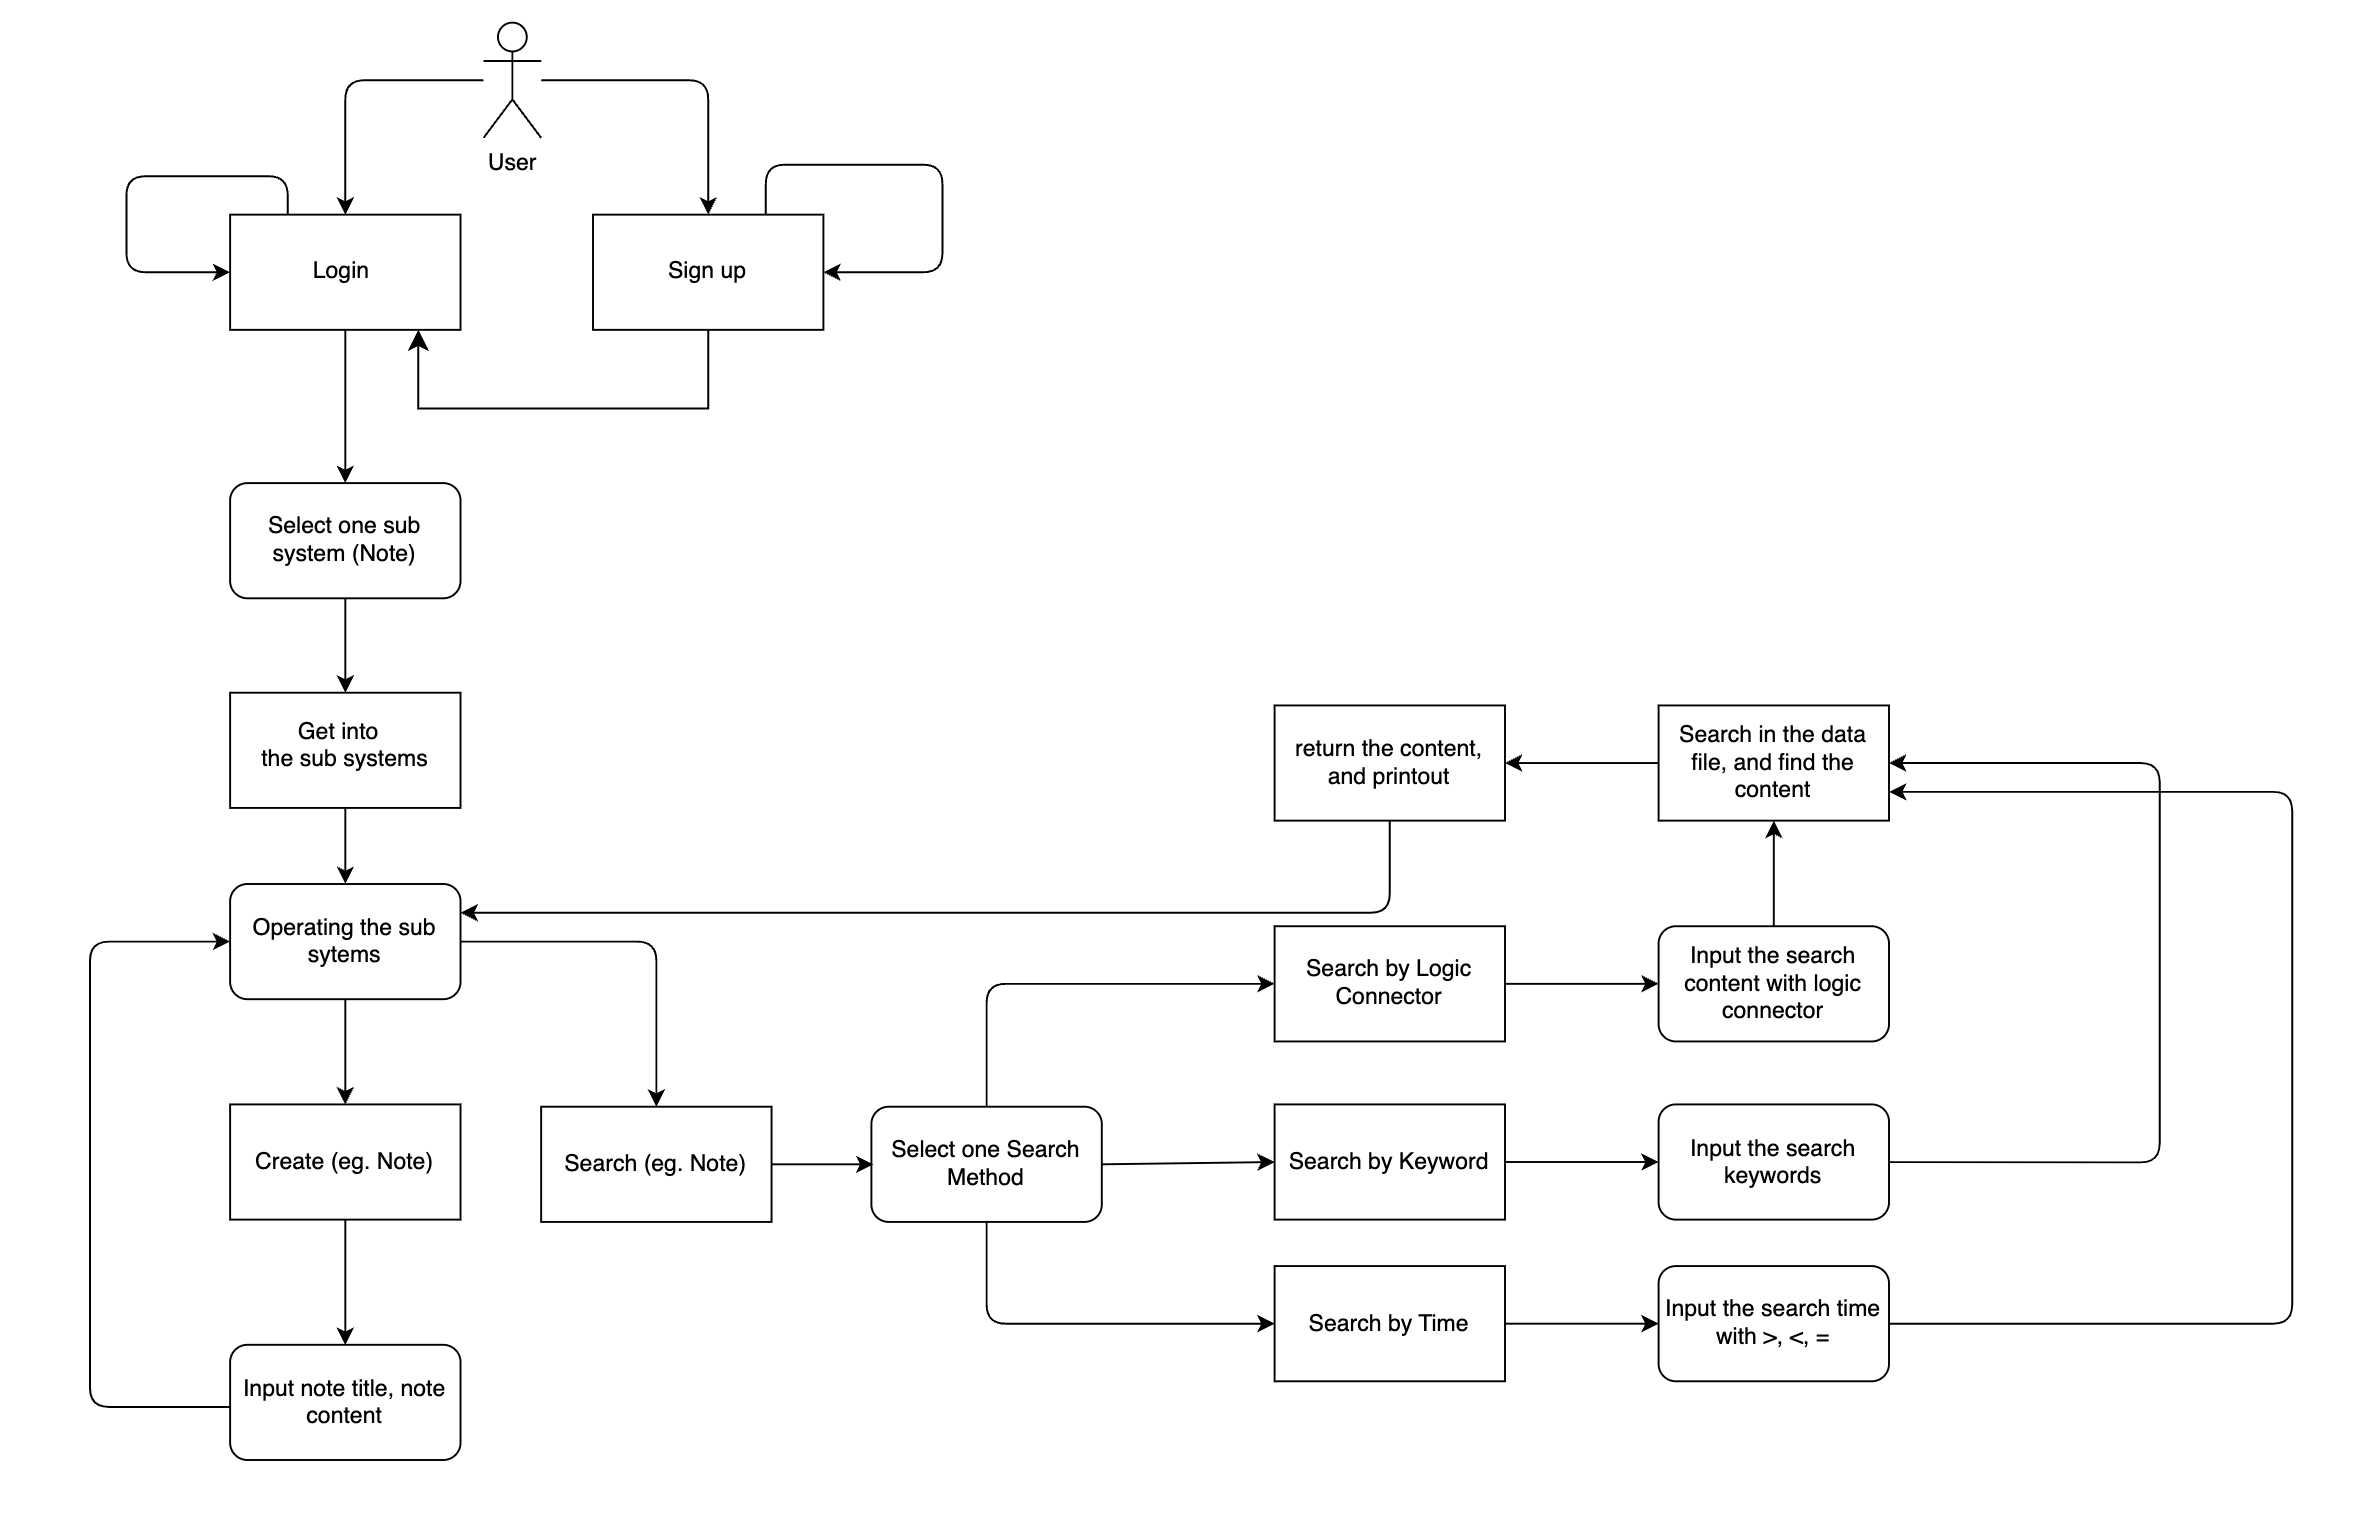 User
Login
Sign up
Select one sub
system (Note)
Get into
the sub systems
return the content,
and printout
Search in the data
file, and find the
content
Operating the sub
sytems
Search by Logic
Connector
Input the search
content with logic
connector
Create (eg. Note)
Search (eg. Note)
Select one Search
Method
Search by Keyword
Input the search
keywords
Search by Time
Input the search time
with >, <, =
Input note title, note
content